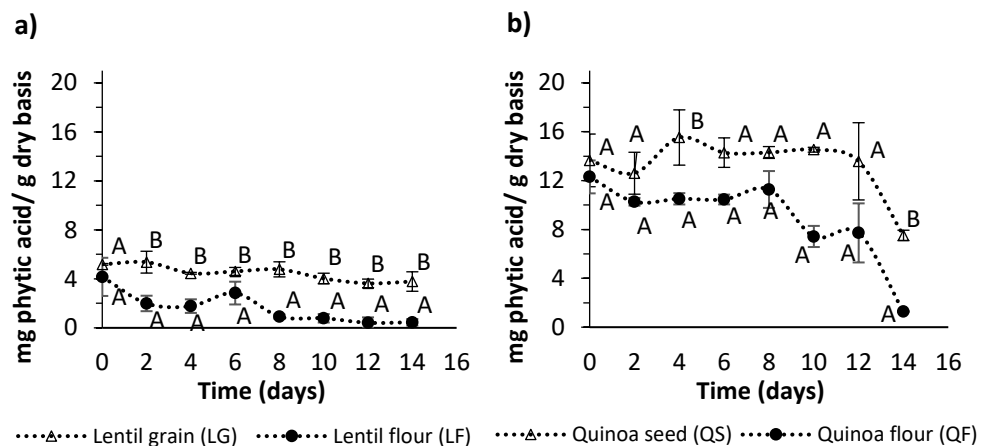 a)
mg phytic acid/ g dry basis
20
16
12
8
4
0
A B B B B B B B
A A A A A A A A
0 2 4 6 8 10 12 14 16
Time (days)
Lentil grain (LG) Lentil flour (LF)
b)
mg phytic acid/ g dry basis
20
16
12
8
4
0
A A B A A A A B
A A A A A A A A
0 2 4 6 8 10 12 14 16
Time (days)
Quinoa seed (QS) Quinoa flour (QF)